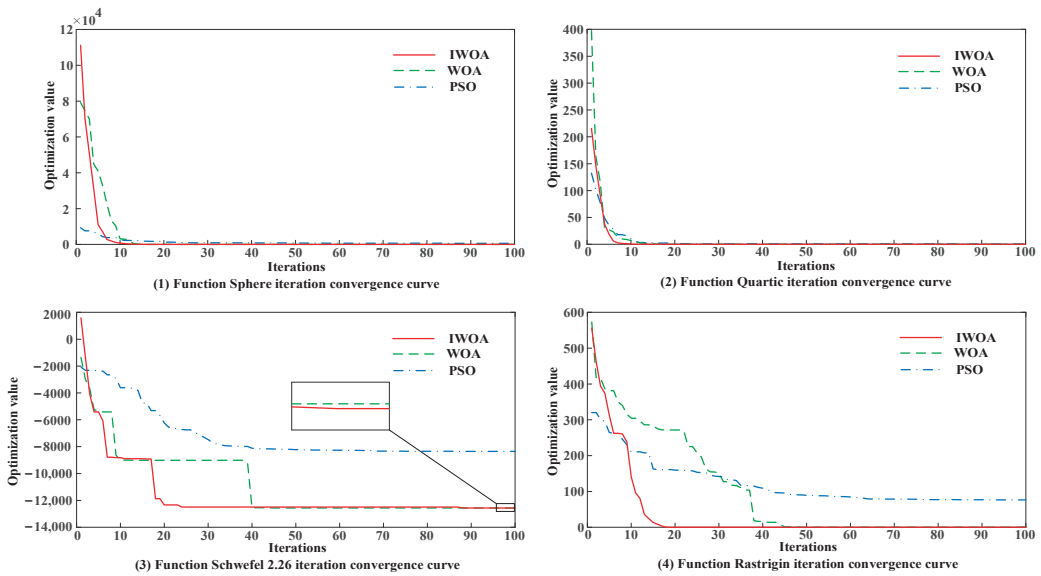 ×10⁴
12
10
8
6
4
2
0
Optimization value
IWOA
WOA
PSO
0 10 20 30 40 50 60 70 80 90 100
Iterations
(1) Function Sphere iteration convergence curve
400
350
300
250
200
150
100
50
0
Optimization value
IWOA
WOA
PSO
0 10 20 30 40 50 60 70 80 90 100
Iterations
(2) Function Quartic iteration convergence curve
2000
0
−2000
−4000
−6000
−8000
−10,000
−12,000
−14,000
Optimization value
IWOA
WOA
PSO
0 10 20 30 40 50 60 70 80 90 100
Iterations
(3) Function Schwefel 2.26 iteration convergence curve
600
500
400
300
200
100
0
Optimization value
IWOA
WOA
PSO
0 10 20 30 40 50 60 70 80 90 100
Iterations
(4) Function Rastrigin iteration convergence curve